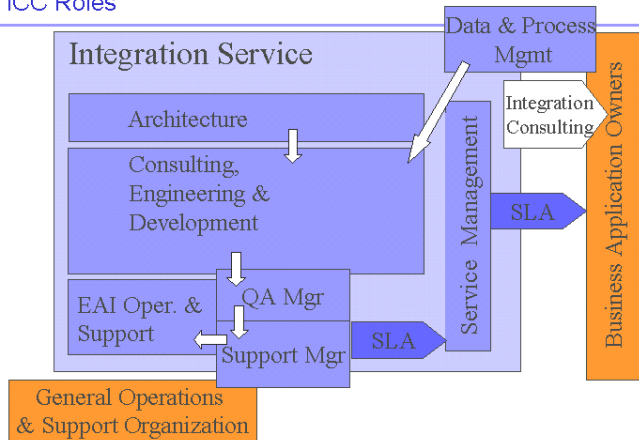 ICC Roles
Data & Process
Mgmt
Integration Service
Integration
Consulting
Architecture
Consulting,
Engineering &
Development
Service Management
SLA
Business Application Owners
EAI Oper. &
Support
QA Mgr
Support Mgr
SLA
General Operations
& Support Organization